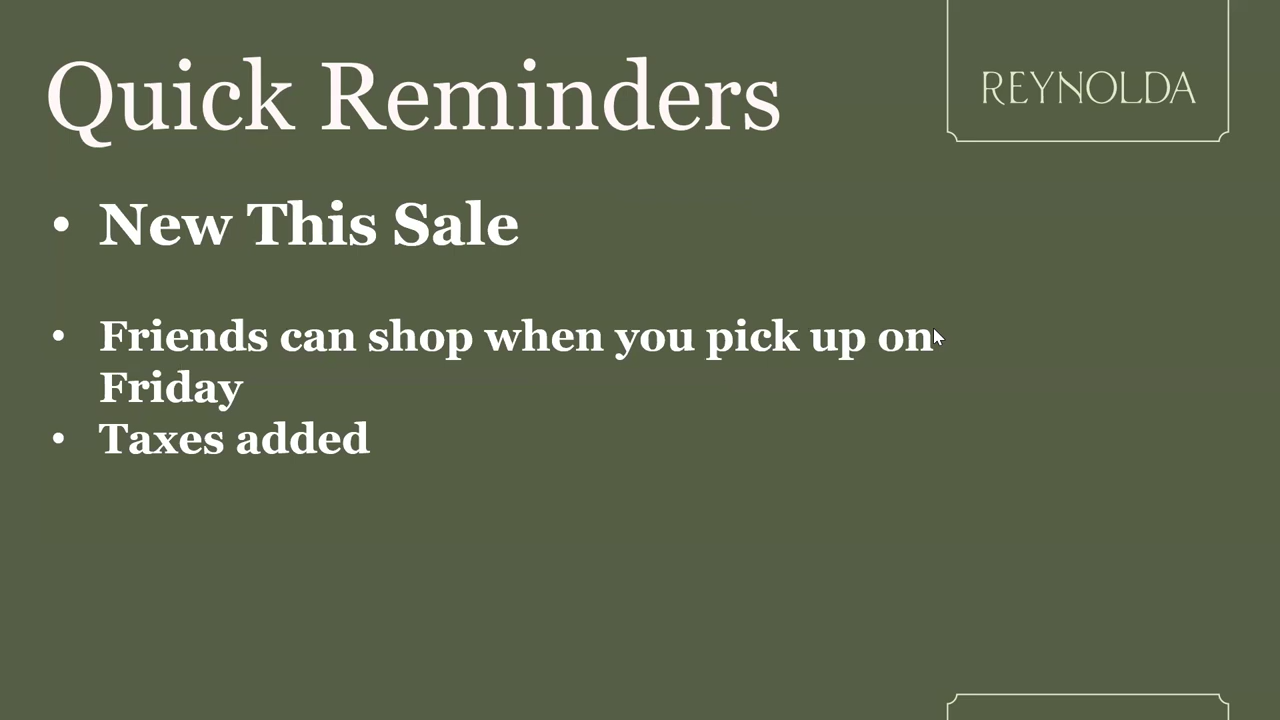 Quick Reminders
REYNOLDA
• New This Sale
• Friends can shop when you pick up on
Friday
• Taxes added